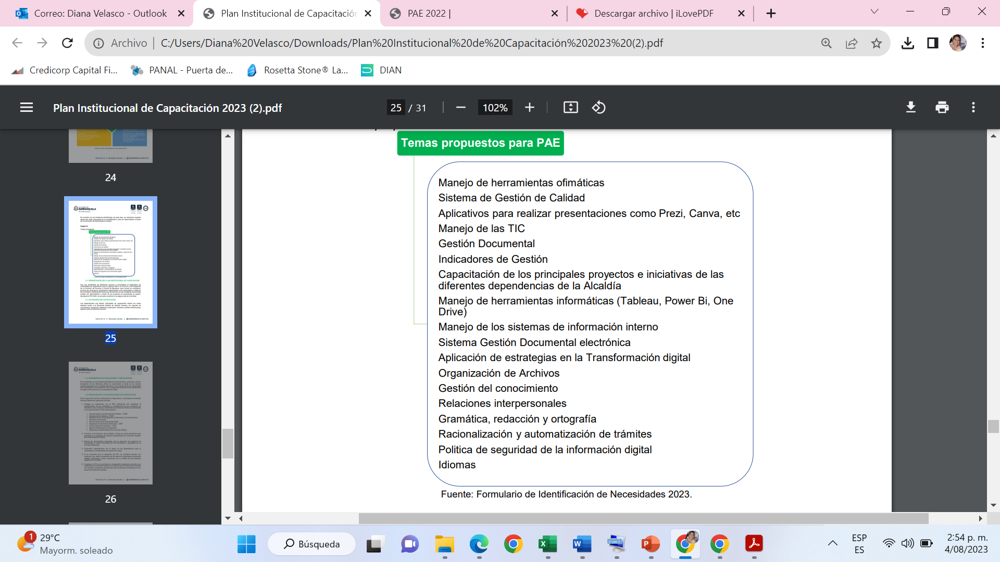 Correo: Diana Velasco - Outlook
Plan Institucional de Capacitación
PAE 2022 |
Descargar archivo | iLovePDF
Archivo
C:/Users/Diana%20Velasco/Downloads/Plan%20Institucional%20de%20Capacitación%202023%20(2).pdf
Credicorp Capital Fi...
PANAL - Puerta de...
Rosetta Stone® La...
DIAN
Plan Institucional de Capacitación 2023 (2).pdf
25 / 31
102%
24
25
26
Temas propuestos para PAE
Manejo de herramientas ofimáticas
Sistema de Gestión de Calidad
Aplicativos para realizar presentaciones como Prezi, Canva, etc
Manejo de las TIC
Gestión Documental
Indicadores de Gestión
Capacitación de los principales proyectos e iniciativas de las
diferentes dependencias de la Alcaldía
Manejo de herramientas informáticas (Tableau, Power Bi, One
Drive)
Manejo de los sistemas de información interno
Sistema Gestión Documental electrónica
Aplicación de estrategias en la Transformación digital
Organización de Archivos
Gestión del conocimiento
Relaciones interpersonales
Gramática, redacción y ortografía
Racionalización y automatización de trámites
Politica de seguridad de la información digital
Idiomas
Fuente: Formulario de Identificación de Necesidades 2023.
1
29°C
Mayorm. soleado
Búsqueda
ESP
ES
2:54 p. m.
4/08/2023